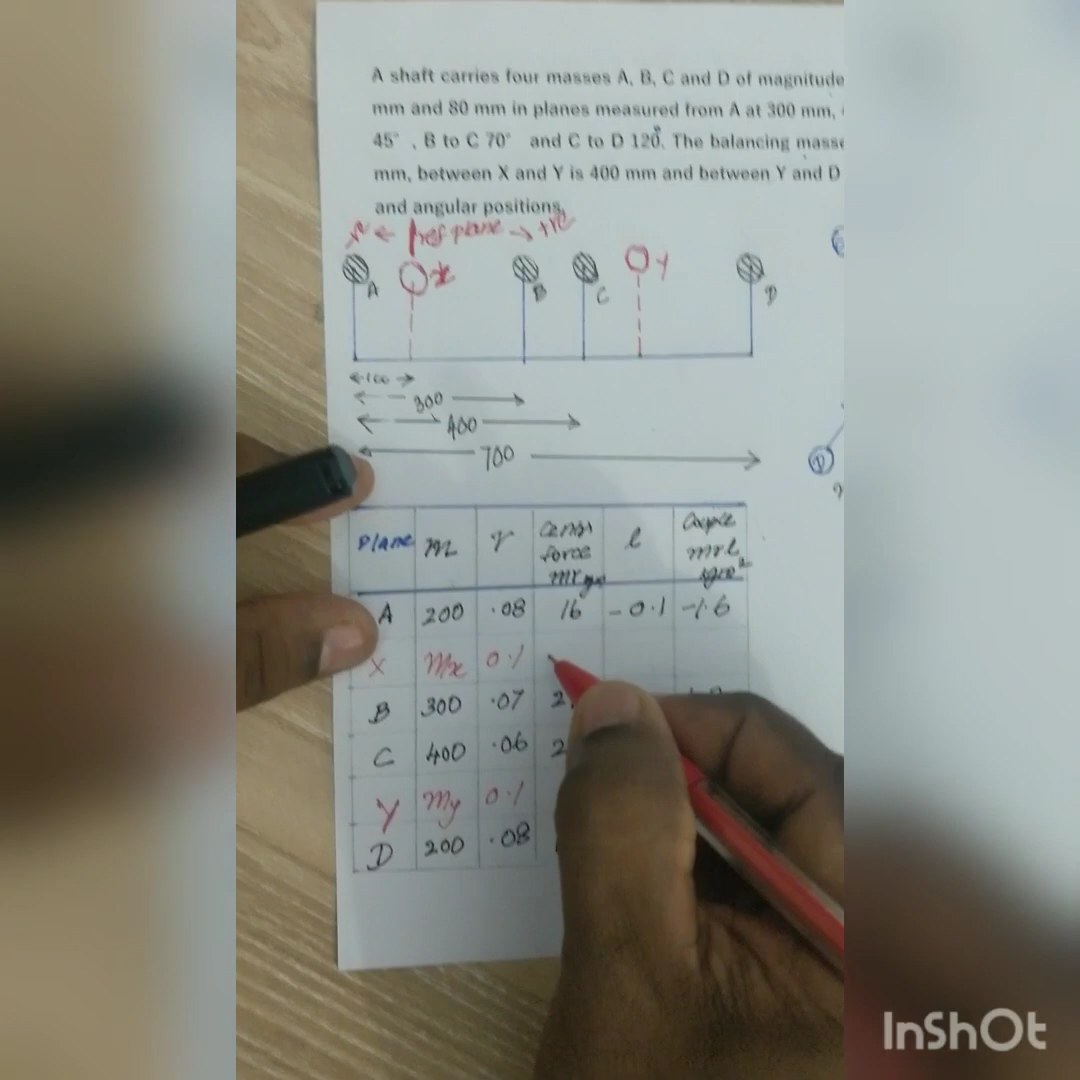 A shaft carries four masses A, B, C and D of magnitude
mm and 80 mm in planes measured from A at 300 mm,
45° , B to C 70° and C to D 120°. The balancing masse
mm, between X and Y is 400 mm and between Y and D
and angular positions.
ref plane → +ve
A X B C Y D
100
300
400
700
Plane m r force l Couple
mr mrl
A 200 .08 16 -0.1 -1.6
X Mx 0.1
B 300 .07 2
C 400 .06 2
Y My 0.1
D 200 .08
InShOt